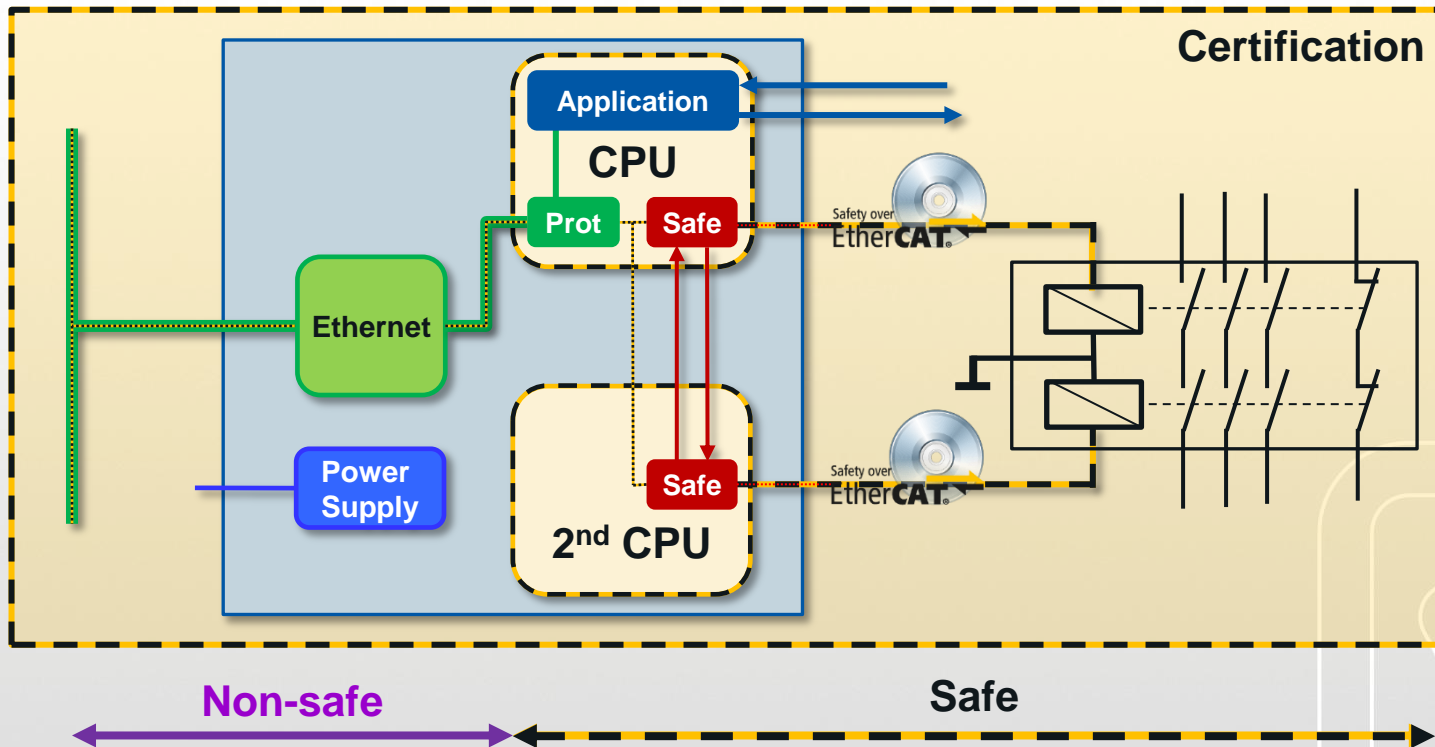 Certification
Application
CPU
Prot
Safe
Safety over
EtherCAT®
Ethernet
Power
Supply
Safe
Safety over
EtherCAT®
2nd CPU
Non-safe
Safe